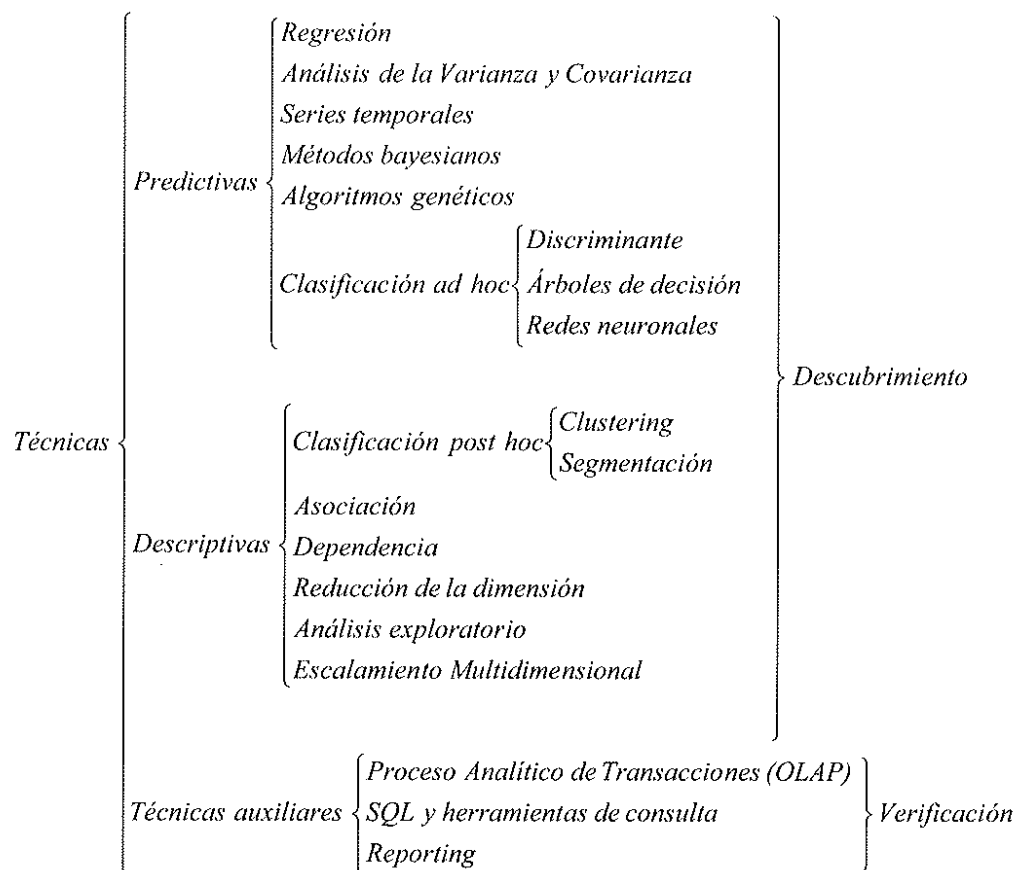 Regresión
Análisis de la Varianza y Covarianza
Series temporales
Métodos bayesianos
Predictivas
Algoritmos genéticos
Discriminante
Clasificación ad hoc
Árboles de decisión
Redes neuronales
Descubrimiento
Técnicas
Clasificación post hoc
Clustering
Segmentación
Asociación
Descriptivas
Dependencia
Reducción de la dimensión
Análisis exploratorio
Escalamiento Multidimensional
Proceso Analítico de Transacciones (OLAP)
Técnicas auxiliares
SQL y herramientas de consulta
Verificación
Reporting